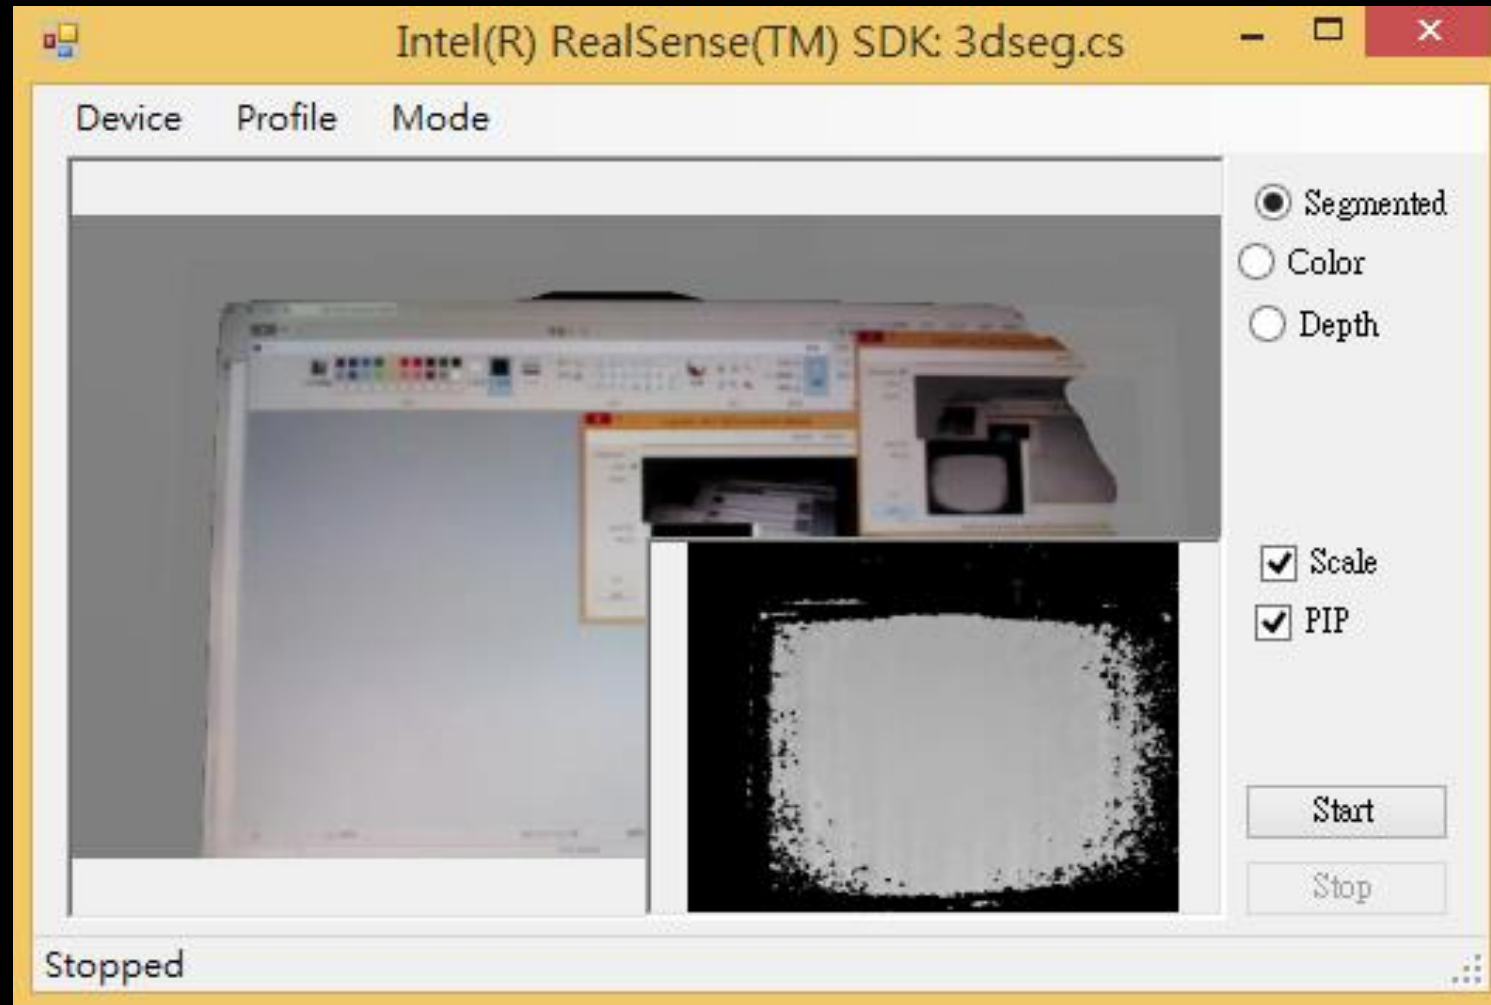 Intel(R) RealSense(TM) SDK: 3dseg.cs
Device Profile Mode
Segmented
Color
Depth
Scale
PIP
Start
Stop
Stopped